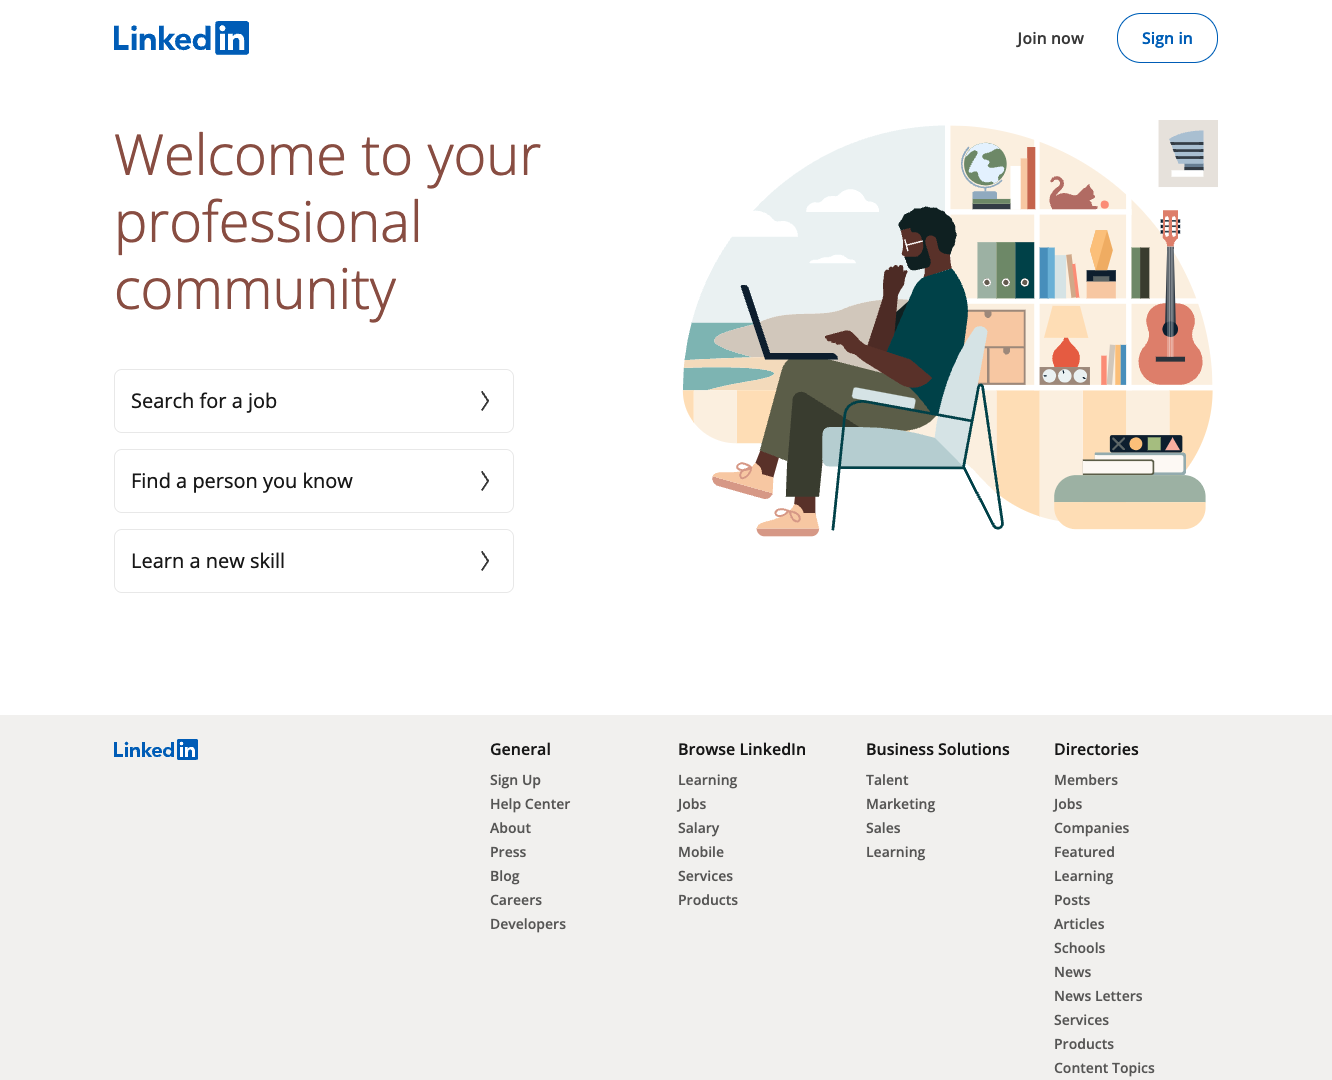 LinkedIn
Join now
Sign in
Welcome to your
professional
community
Search for a job
Find a person you know
Learn a new skill
LinkedIn
General
Sign Up
Help Center
About
Press
Blog
Careers
Developers
Browse LinkedIn
Learning
Jobs
Salary
Mobile
Services
Products
Business Solutions
Talent
Marketing
Sales
Learning
Directories
Members
Jobs
Companies
Featured
Learning
Posts
Articles
Schools
News
News Letters
Services
Products
Content Topics